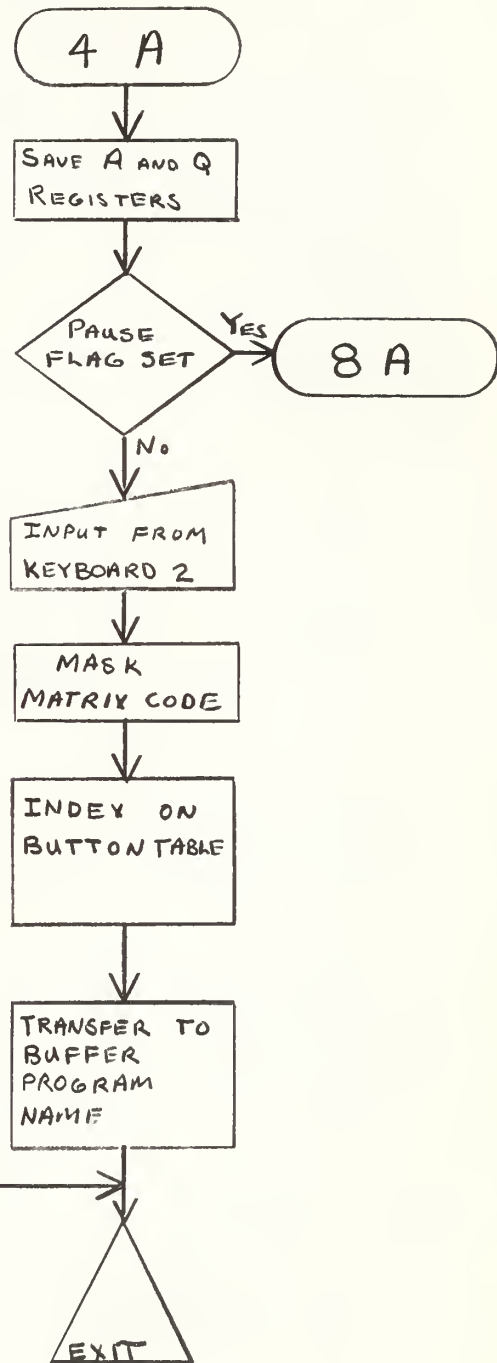 4 A
SAVE A AND Q
REGISTERS
PAUSE
FLAG SET
YES
8 A
No
INPUT FROM
KEYBOARD 2
MASK
MATRIX CODE
INDEX ON
BUTTON TABLE
TRANSFER TO
BUFFER
PROGRAM
NAME
EXIT